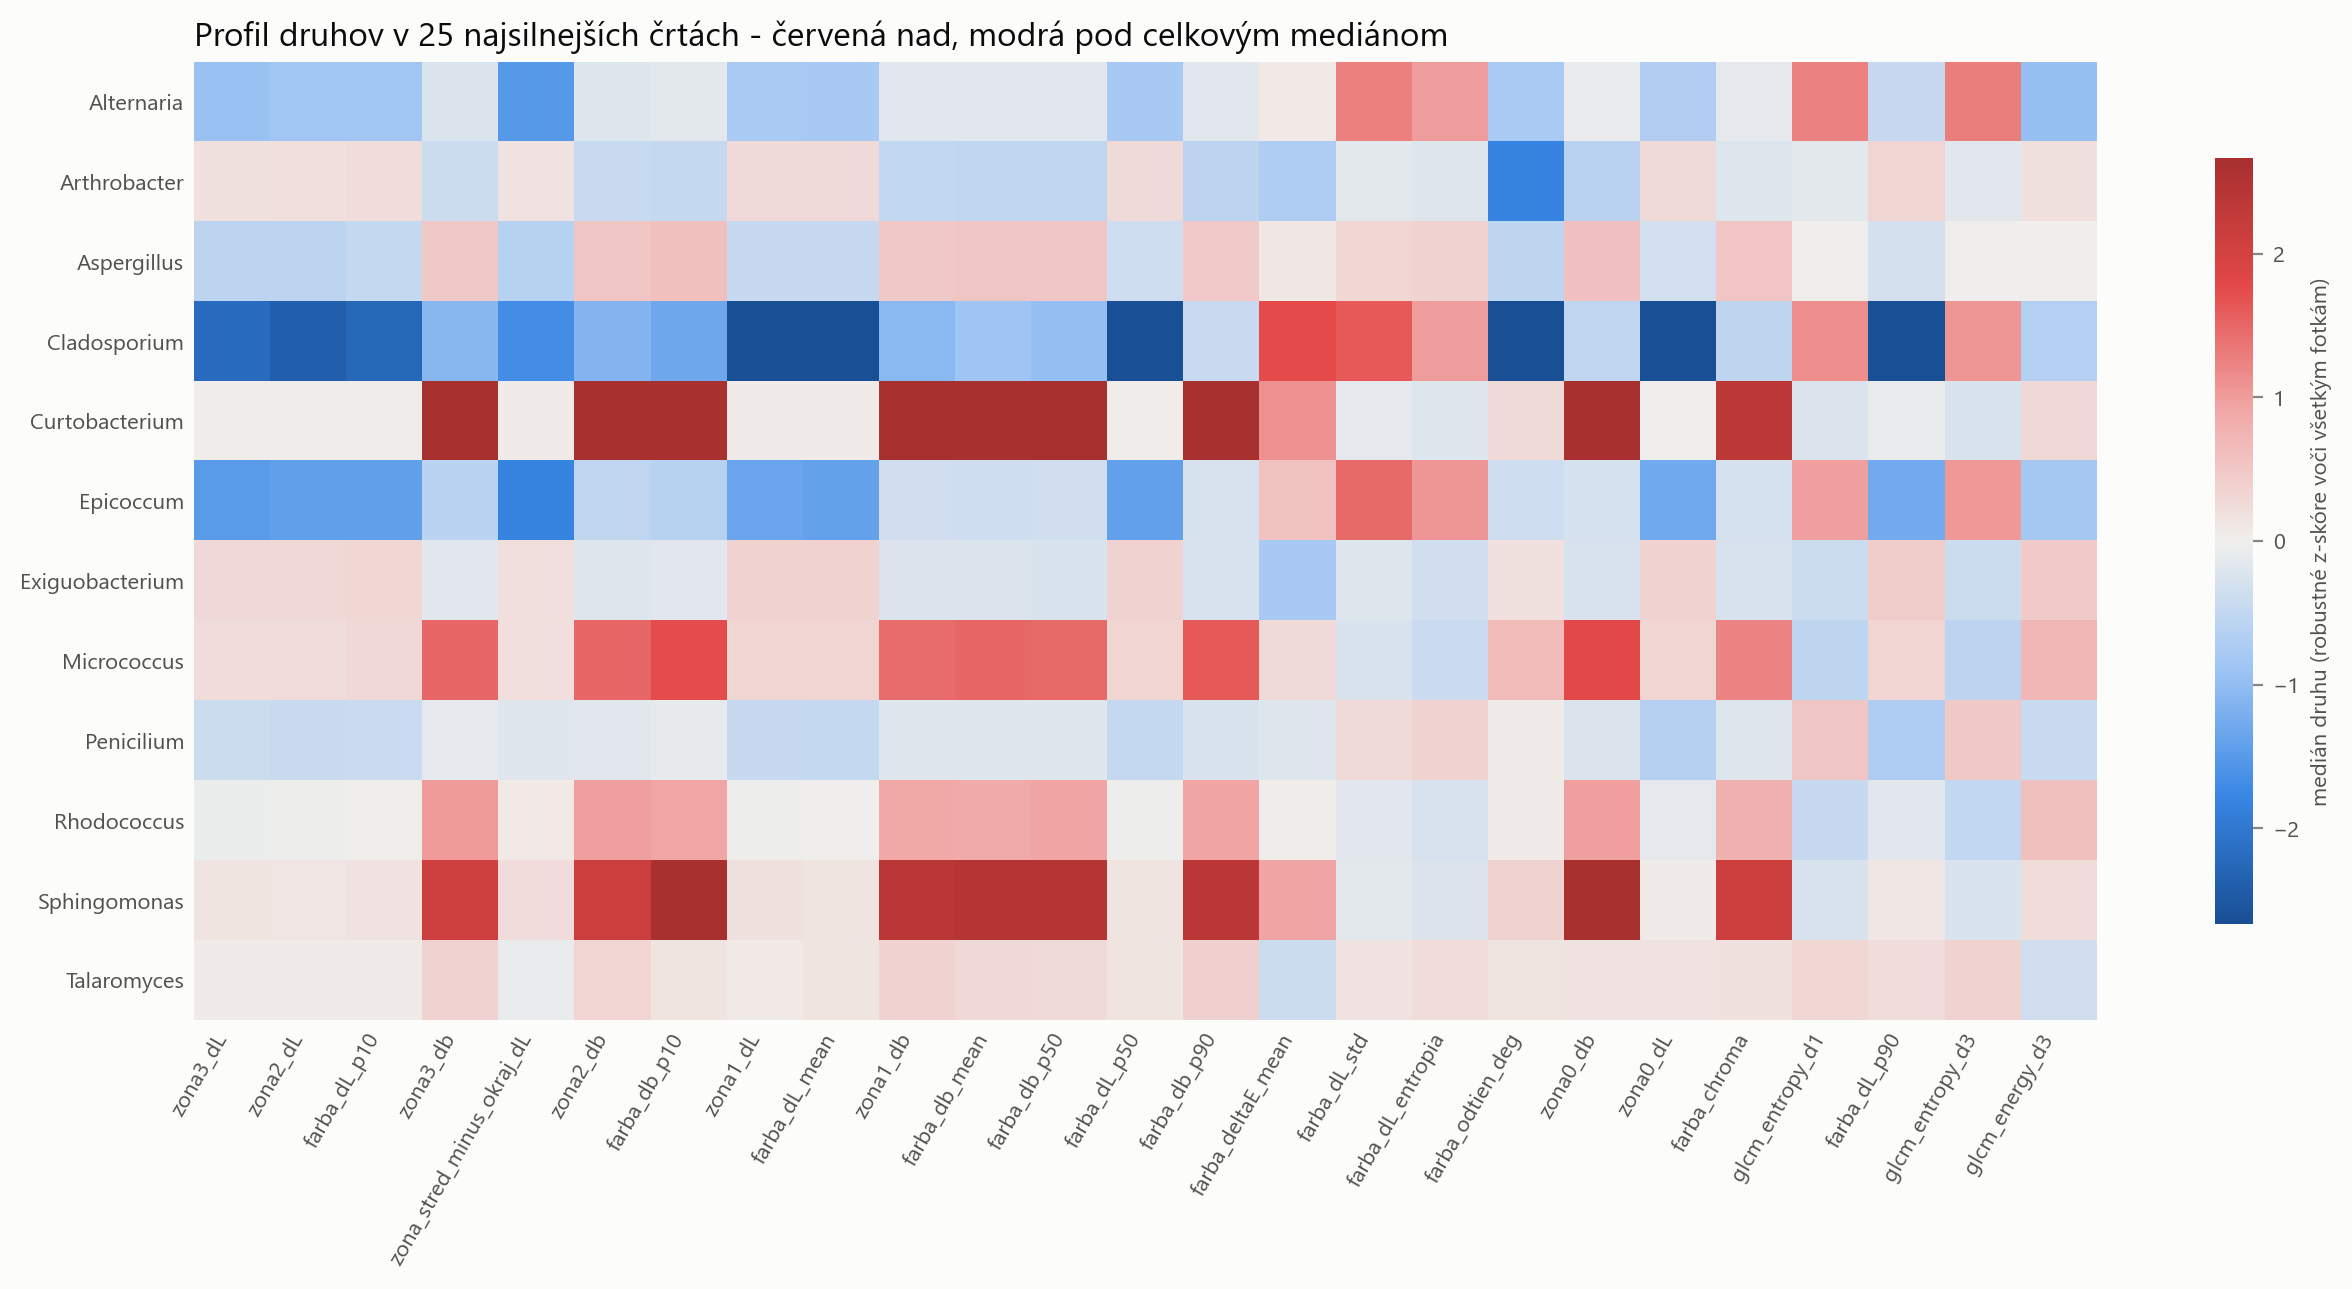 Profil druhov v 25 najsilnejších črtách - červená nad, modrá pod celkovým mediánom
Alternaria
Arthrobacter
Aspergillus
Cladosporium
Curtobacterium
Epicoccum
Exiguobacterium
Micrococcus
Penicilium
Rhodococcus
Sphingomonas
Talaromyces
zona3_dL
zona2_dL
farba_dL_p10
zona3_db
zona_stred_minus_okraj_dL
zona2_db
farba_db_p10
zona1_dL
farba_dL_mean
zona1_db
farba_db_mean
farba_db_p50
farba_dL_p50
farba_db_p90
farba_deltaE_mean
farba_dL_std
farba_dL_entropia
farba_odtien_deg
zona0_db
zona0_dL
farba_chroma
glcm_entropy_d1
farba_dL_p90
glcm_entropy_d3
glcm_energy_d3
2
1
0
−1
−2
medián druhu (robustné z-skóre voči všetkým fotkám)